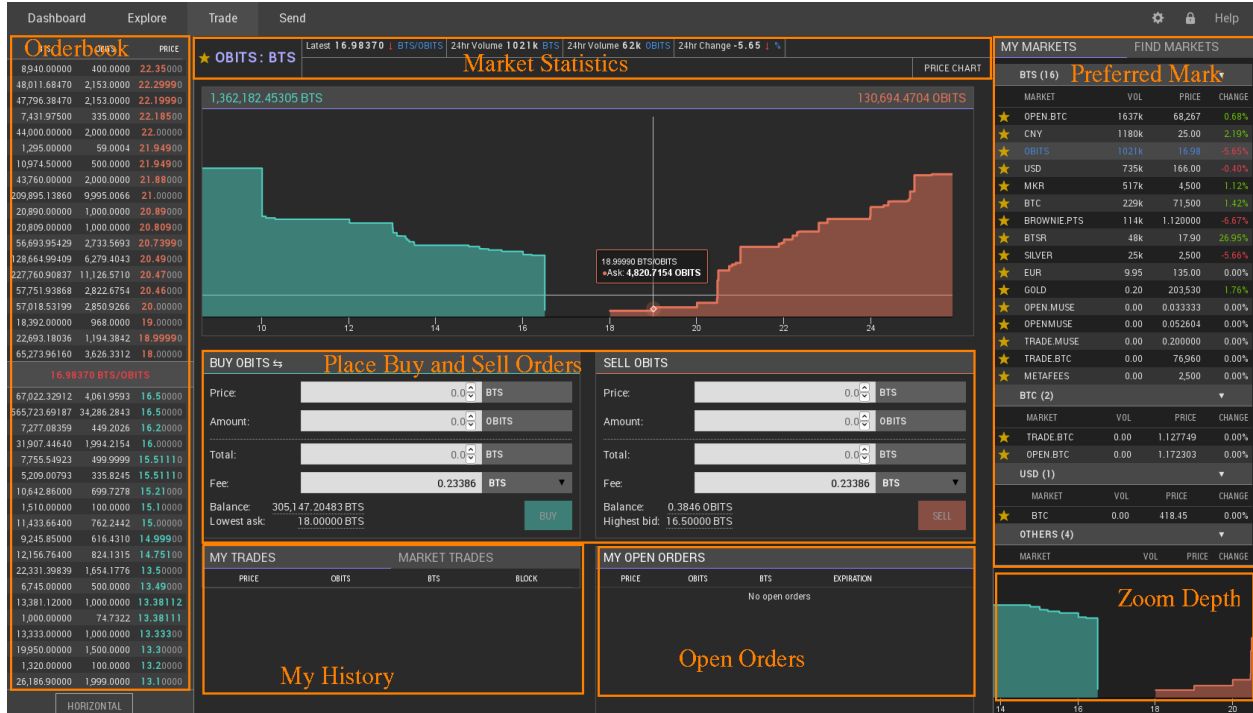 Dashboard Explore Trade Send Help
Orderbook
PRICE
8,940.00000 400.0000 22.35000
48,011.68470 2,153.0000 22.29990
47,796.38470 2,153.0000 22.19990
7,431.97500 335.0000 22.18500
44,000.00000 2,000.0000 22.00000
1,295.00000 59.0004 21.94900
10,974.50000 500.0000 21.94900
43,760.00000 2,000.0000 21.88000
209,895.13860 9,995.0066 21.00000
20,890.00000 1,000.0000 20.89000
20,809.00000 1,000.0000 20.80900
56,693.95429 2,733.5693 20.73990
128,664.99409 6,279.4043 20.49000
227,760.90837 11,126.5710 20.47000
57,751.93868 2,822.6754 20.46000
57,018.53199 2,850.9266 20.00000
18,392.00000 968.0000 19.00000
22,693.18036 1,194.3842 18.99990
65,273.96160 3,626.3312 18.00000
16.98370 BTS/OBITS
67,022.32912 4,061.9593 16.50000
565,723.69187 34,286.2843 16.50000
7,277.08359 449.2026 16.20000
31,907.44640 1,994.2154 16.00000
7,755.54923 499.9999 15.51110
5,209.00793 335.8245 15.51110
10,642.86000 699.7278 15.21000
1,510.00000 100.0000 15.10000
11,433.66400 762.2442 15.00000
9,245.85000 616.4310 14.99900
12,156.76400 824.1315 14.75100
22,331.39839 1,654.1776 13.50000
6,745.00000 500.0000 13.49000
13,381.12000 1,000.0000 13.38112
1,000.00000 74.7322 13.38111
13,333.00000 1,000.0000 13.33300
19,950.00000 1,500.0000 13.30000
1,320.00000 100.0000 13.20000
26,186.90000 1,999.0000 13.10000
HORIZONTAL
OBITS : BTS
Latest 16.98370 ↓ BTS/OBITS 24hr Volume 1021k BTS 24hr Volume 62k OBITS 24hr Change -5.65 ↓ %
Market Statistics
PRICE CHART
1,362,182.45305 BTS 130,694.4704 OBITS
18.99990 BTS/OBITS
●Ask: 4,820.7154 OBITS
10 12 14 16 18 20 22 24
BUY OBITS ⇆ Place Buy and Sell Orders
Price: 0.0 BTS
Amount: 0.0 OBITS
Total: 0.0 BTS
Fee: 0.23386 BTS
Balance: 305,147.20483 BTS
Lowest ask: 18.00000 BTS
BUY
SELL OBITS
Price: 0.0 BTS
Amount: 0.0 OBITS
Total: 0.0 BTS
Fee: 0.23386 BTS
Balance: 0.3846 OBITS
Highest bid: 16.50000 BTS
SELL
MY TRADES MARKET TRADES
PRICE OBITS BTS BLOCK
My History
MY OPEN ORDERS
PRICE OBITS BTS EXPIRATION
No open orders
Open Orders
MY MARKETS FIND MARKETS
BTS (16) Preferred Mark
MARKET VOL PRICE CHANGE
OPEN.BTC 1637k 68,267 0.68%
CNY 1180k 25.00 2.19%
OBITS 1021k 16.98 -5.65%
USD 735k 166.00 -0.40%
MKR 517k 4,500 1.12%
BTC 229k 71,500 1.42%
BROWNIE.PTS 114k 1.120000 -6.67%
BTSR 48k 17.90 26.95%
SILVER 25k 2,500 -5.66%
EUR 9.95 135.00 0.00%
GOLD 0.20 203,530 1.76%
OPEN.MUSE 0.00 0.033333 0.00%
OPENMUSE 0.00 0.052604 0.00%
TRADE.MUSE 0.00 0.200000 0.00%
TRADE.BTC 0.00 76,960 0.00%
METAFEES 0.00 2,500 0.00%
BTC (2)
MARKET VOL PRICE CHANGE
TRADE.BTC 0.00 1.127749 0.00%
OPEN.BTC 0.00 1.172303 0.00%
USD (1)
MARKET VOL PRICE CHANGE
BTC 0.00 418.45 0.00%
OTHERS (4)
MARKET VOL PRICE CHANGE
Zoom Depth
14 16 18 20